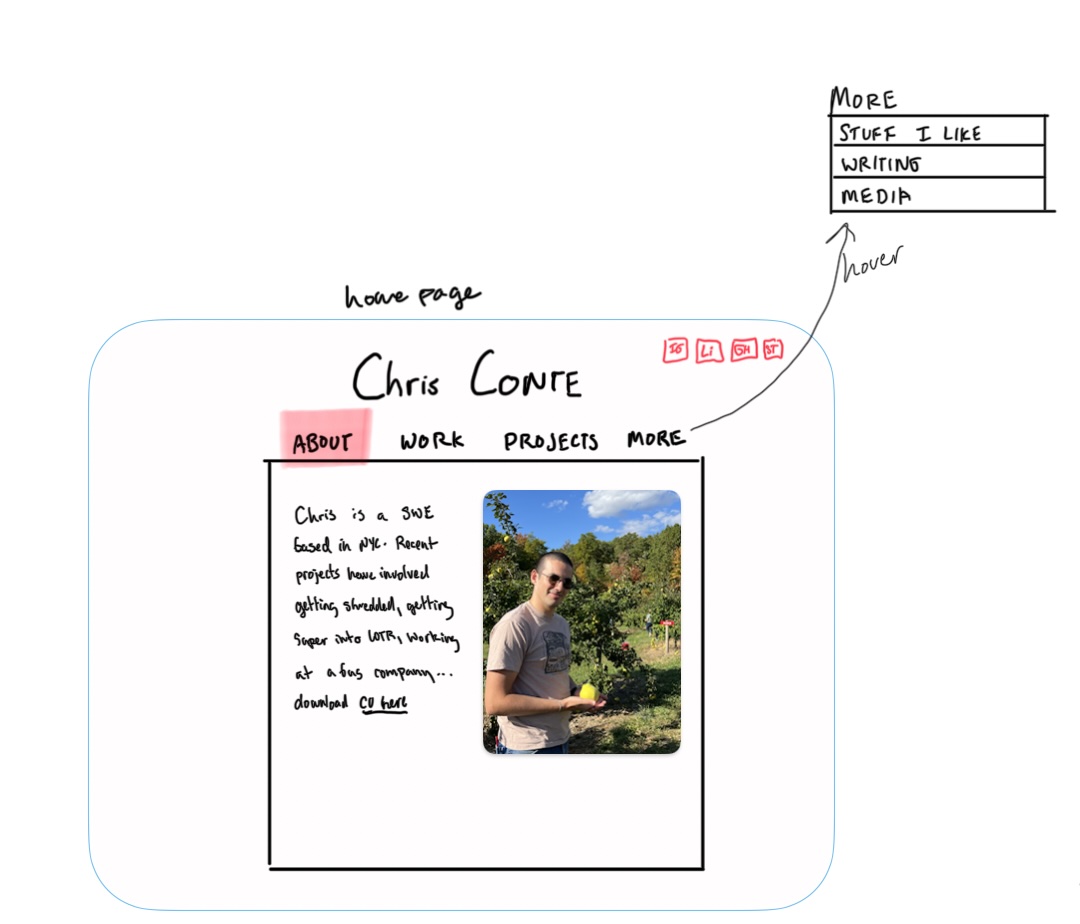 MORE
STUFF I LIKE
WRITING
MEDIA
hover
home page
IG Li GH ST
Chris CONTE
ABOUT WORK PROJECTS MORE
Chris is a SWE
based in NYC. Recent
projects have involved
getting shredded, getting
super into LOTR, working
at a bus company...
download CV here